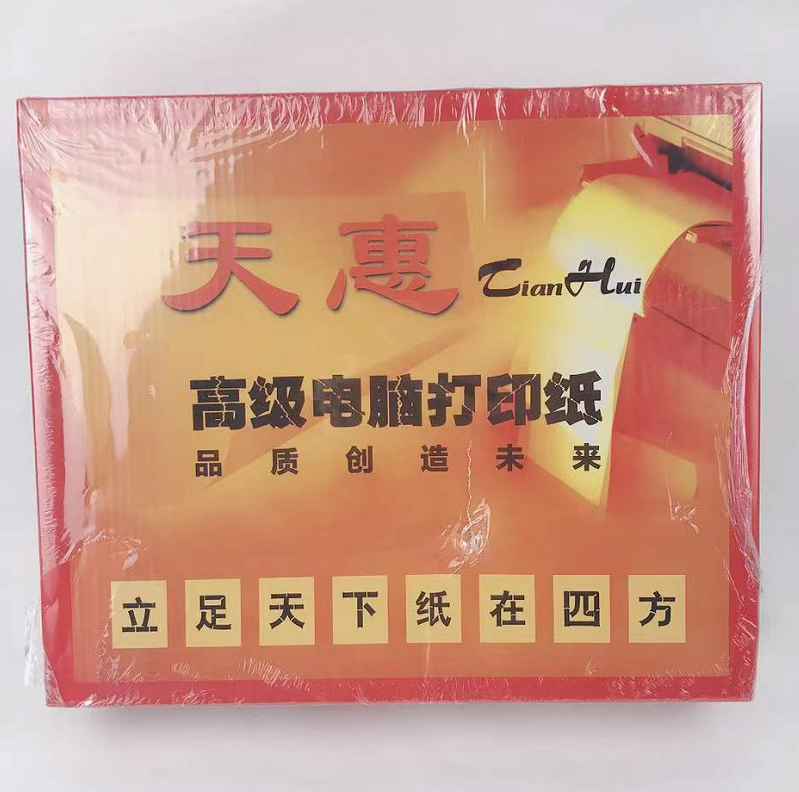 天惠 TianHui
高级电脑打印纸
品质创造未来
立足天下纸在四方